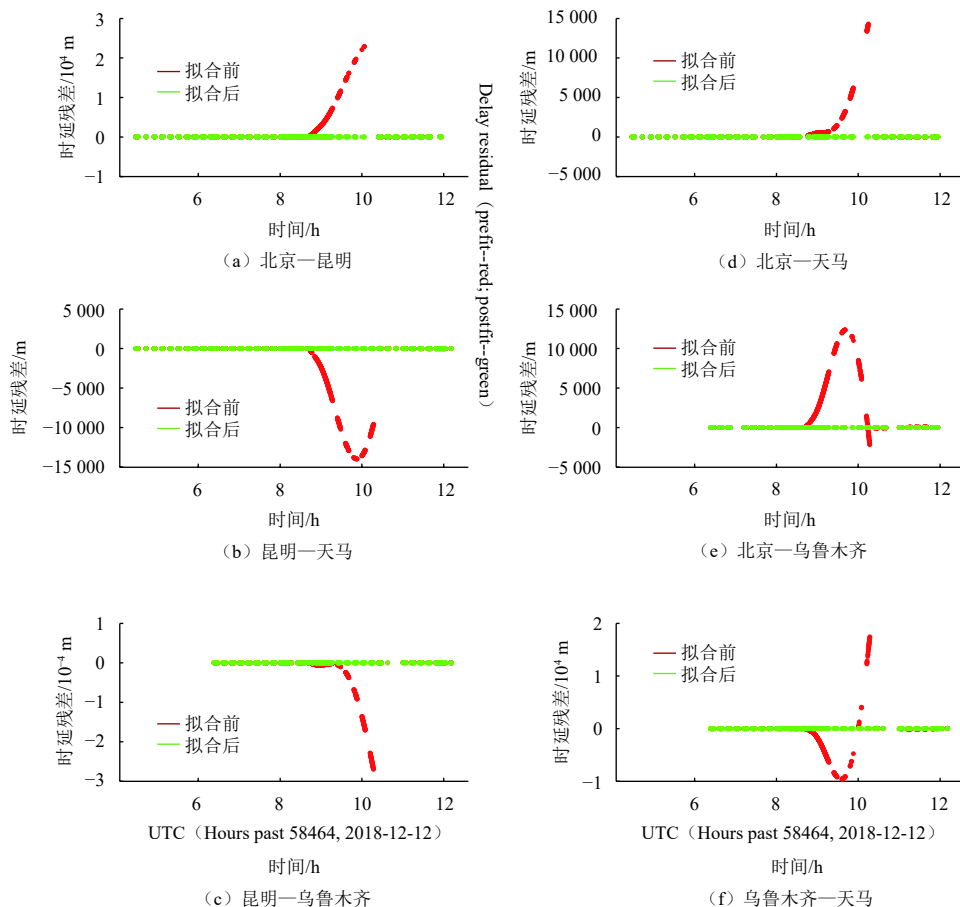 3
2
1
0
−1
时延残差/10⁴ m
拟合前
拟合后
6
8
10
12
时间/h
（a）北京—昆明
5 000
0
−5 000
−10 000
−15 000
时延残差/m
拟合前
拟合后
6
8
10
12
时间/h
（b）昆明—天马
1
0
−1
−2
−3
时延残差/10⁻⁴ m
拟合前
拟合后
6
8
10
12
UTC（Hours past 58464, 2018-12-12）
时间/h
（c）昆明—乌鲁木齐
Delay residual（prefit--red; postfit--green）
15 000
10 000
5 000
0
−5 000
时延残差/m
拟合前
拟合后
6
8
10
12
时间/h
（d）北京—天马
15 000
10 000
5 000
0
−5 000
时延残差/m
拟合前
拟合后
6
8
10
12
时间/h
（e）北京—乌鲁木齐
2
1
0
−1
时延残差/10⁴ m
拟合前
拟合后
6
8
10
12
UTC（Hours past 58464, 2018-12-12）
时间/h
（f）乌鲁木齐—天马